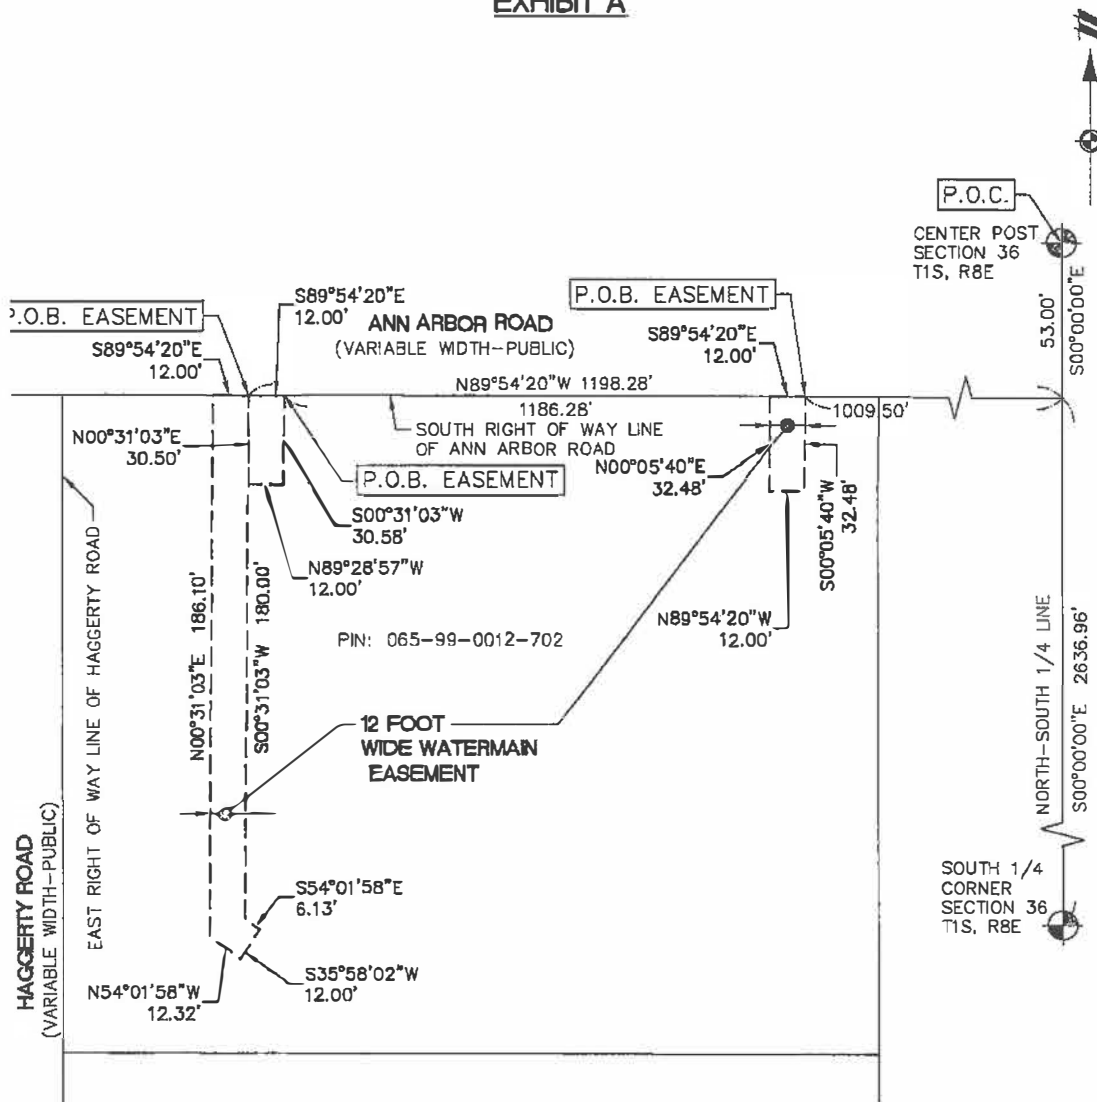 EXHIBIT A
N
P.O.C.
CENTER POST
SECTION 36
T1S, R8E
53.00'
S00°00'00"E
P.O.B. EASEMENT
S89°54'20"E
12.00'
S89°54'20"E
12.00'
ANN ARBOR ROAD
(VARIABLE WIDTH-PUBLIC)
P.O.B. EASEMENT
S89°54'20"E
12.00'
N89°54'20"W 1198.28'
1186.28'
1009.50'
SOUTH RIGHT OF WAY LINE
OF ANN ARBOR ROAD
N00°31'03"E
30.50'
P.O.B. EASEMENT
N00°05'40"E
32.48'
S00°05'40"W
32.48'
S00°31'03"W
30.58'
N89°28'57"W
12.00'
N89°54'20"W
12.00'
PIN: 065-99-0012-702
N00°31'03"E 186.10'
S00°31'03"W 180.00'
EAST RIGHT OF WAY LINE OF HAGGERTY ROAD
12 FOOT
WIDE WATERMAIN
EASEMENT
NORTH-SOUTH 1/4 LINE
S00°00'00"E 2636.96'
HAGGERTY ROAD
(VARIABLE WIDTH-PUBLIC)
S54°01'58"E
6.13'
S35°58'02"W
12.00'
N54°01'58"W
12.32'
SOUTH 1/4
CORNER
SECTION 36
T1S, R8E